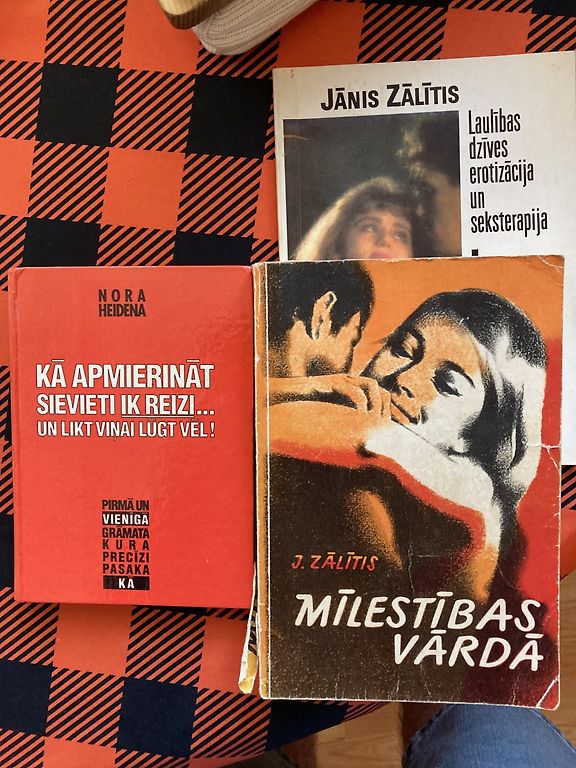 JĀNIS ZĀLĪTIS
Laulības
dzīves
erotizācija
un
seksterapija
NORA
HEIDENA
KĀ APMIERINĀT
SIEVIETI IK REIZI...
UN LIKT VIŅAI LŪGT VĒL!
PIRMĀ UN
VIENĪGĀ
GRĀMATA
KURA
PRECĪZI
PASAKA
KĀ
J. ZĀLĪTIS
MĪLESTĪBAS
VĀRDĀ